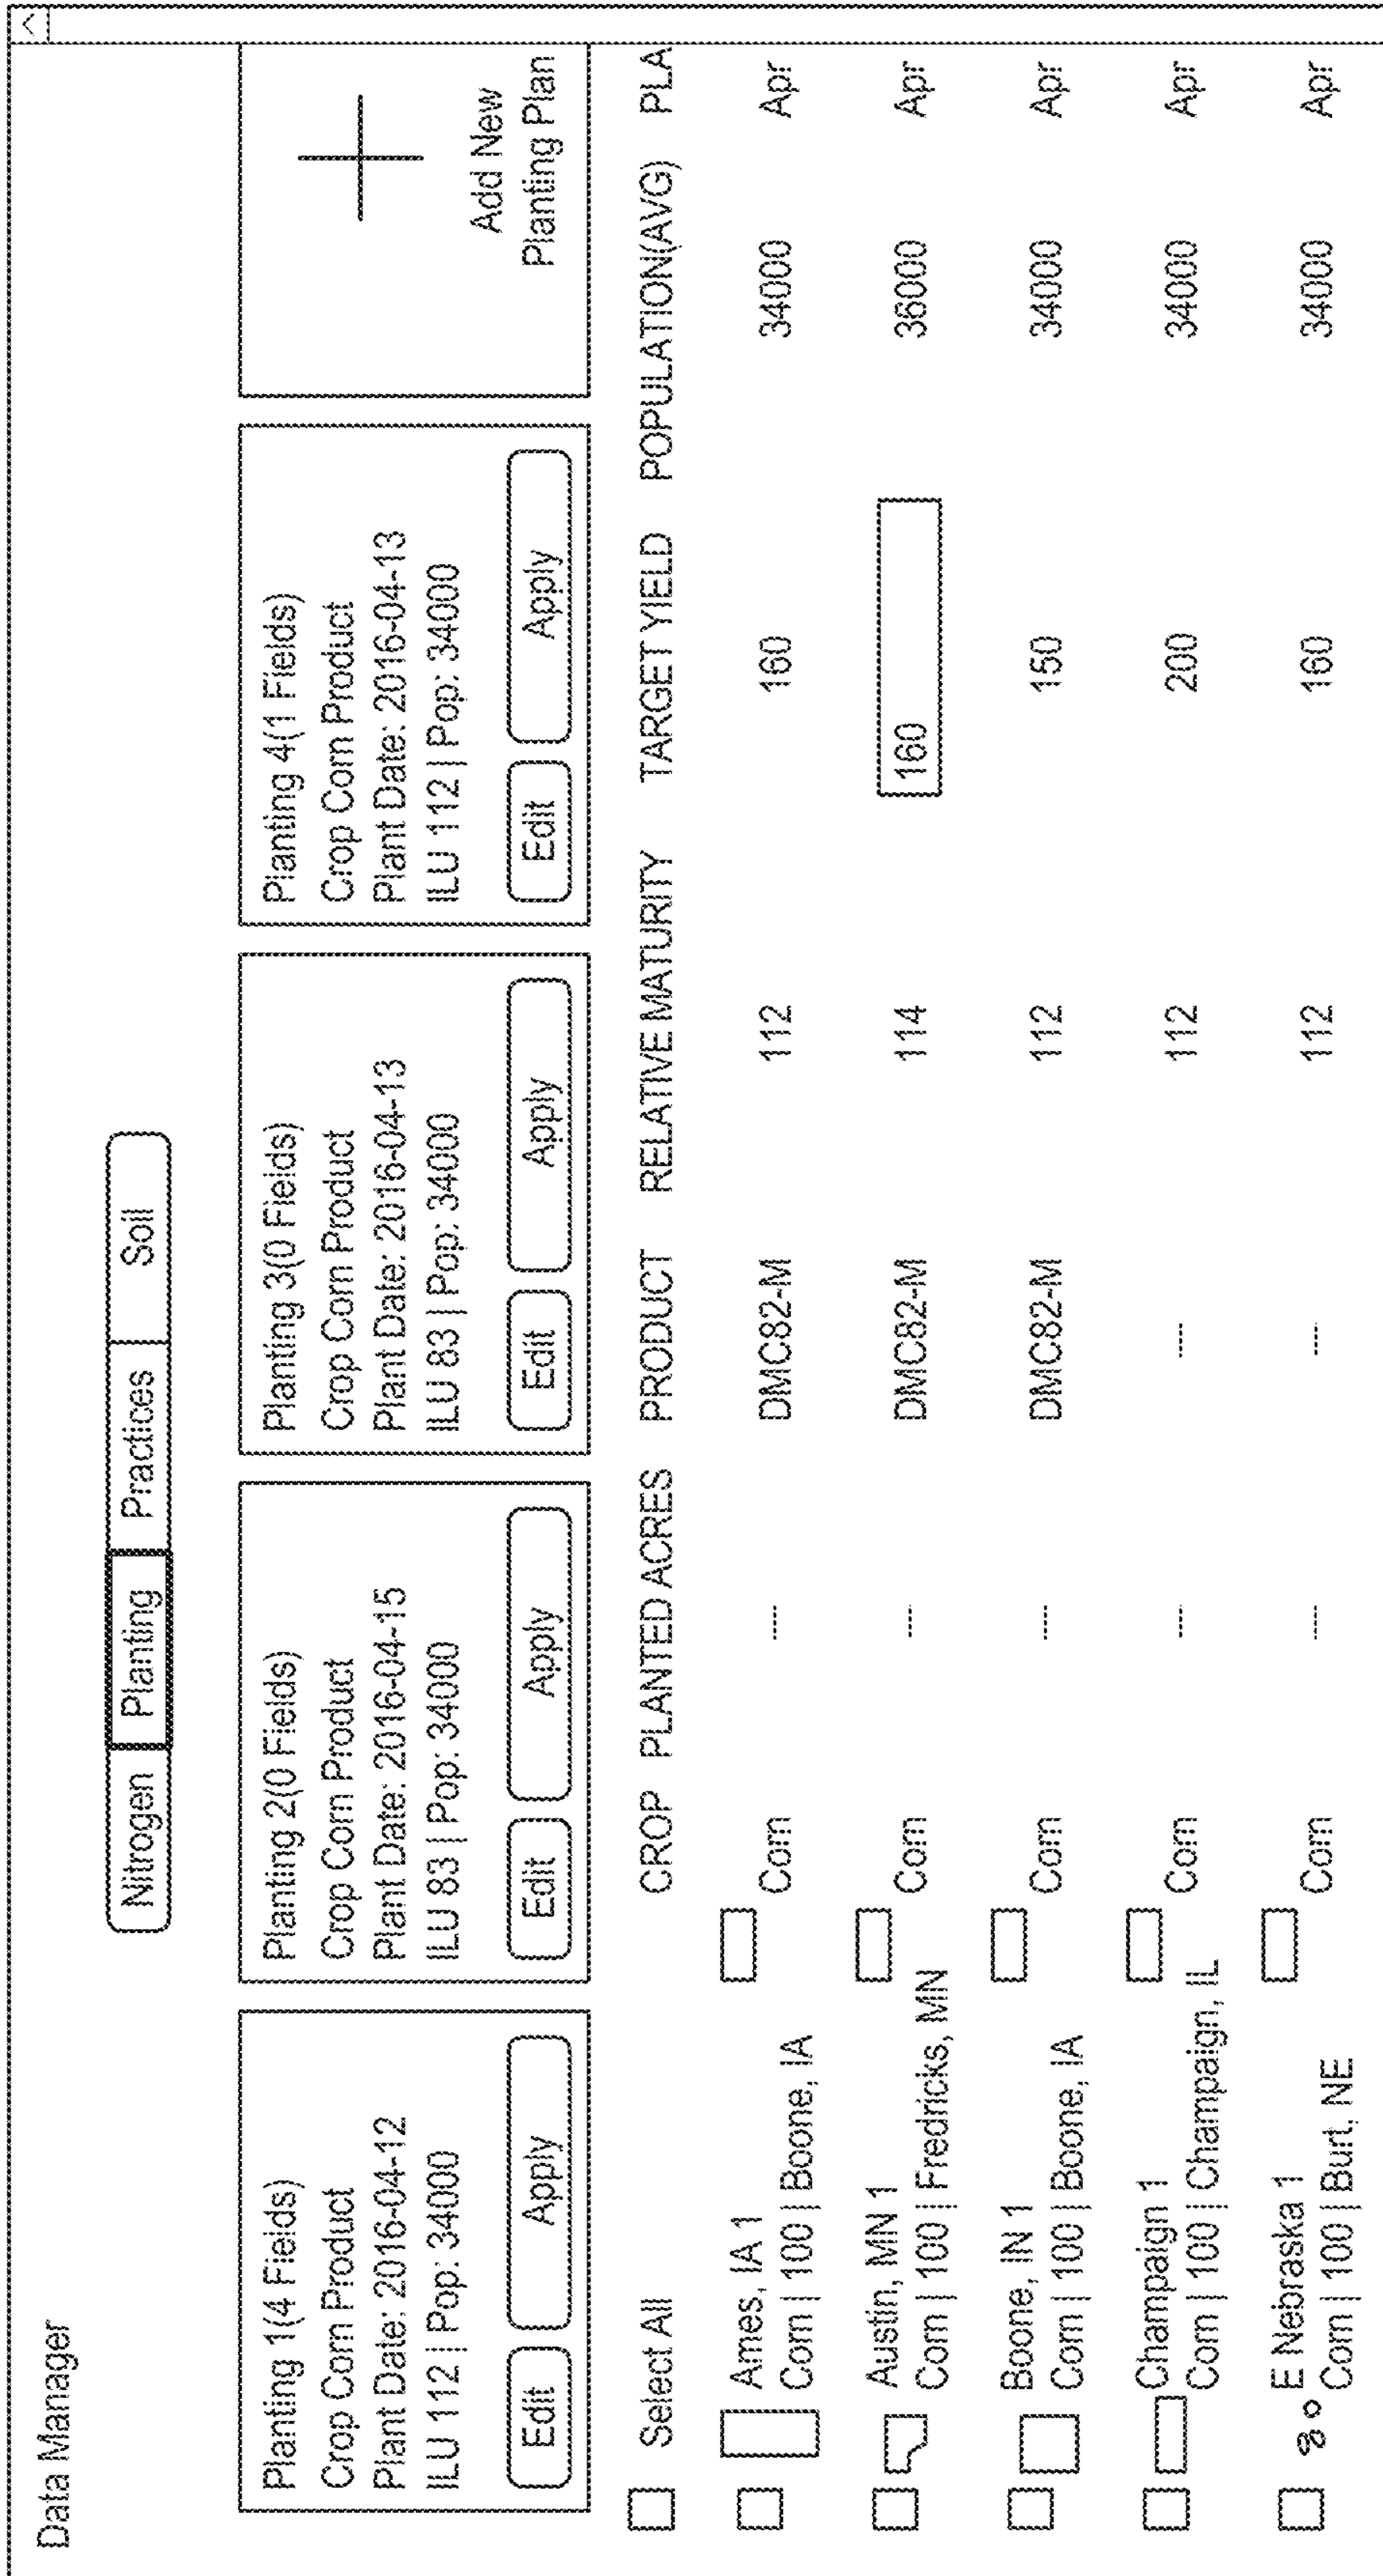 Data Manager
Nitrogen Planting Practices Soil
Planting 1(4 Fields)
Crop Corn Product
Plant Date: 2016-04-12
ILU 112 | Pop: 34000
Edit Apply
Planting 2(0 Fields)
Crop Corn Product
Plant Date: 2016-04-15
ILU 83 | Pop: 34000
Edit Apply
Planting 3(0 Fields)
Crop Corn Product
Plant Date: 2016-04-13
ILU 83 | Pop: 34000
Edit Apply
Planting 4(1 Fields)
Crop Corn Product
Plant Date: 2016-04-13
ILU 112 | Pop: 34000
Edit Apply
Add New
Planting Plan
Select All CROP PLANTED ACRES PRODUCT RELATIVE MATURITY TARGET YIELD POPULATION(AVG) PLA
Ames, IA 1
Corn | 100 | Boone, IA Corn --- DMC82-M 112 160 34000 Apr
Austin, MN 1
Corn | 100 | Fredricks, MN Corn --- DMC82-M 114 160 36000 Apr
Boone, IN 1
Corn | 100 | Boone, IA Corn --- DMC82-M 112 150 34000 Apr
Champaign 1
Corn | 100 | Champaign, IL Corn --- --- 112 200 34000 Apr
E Nebraska 1
Corn | 100 | Burt, NE Corn --- --- 112 160 34000 Apr